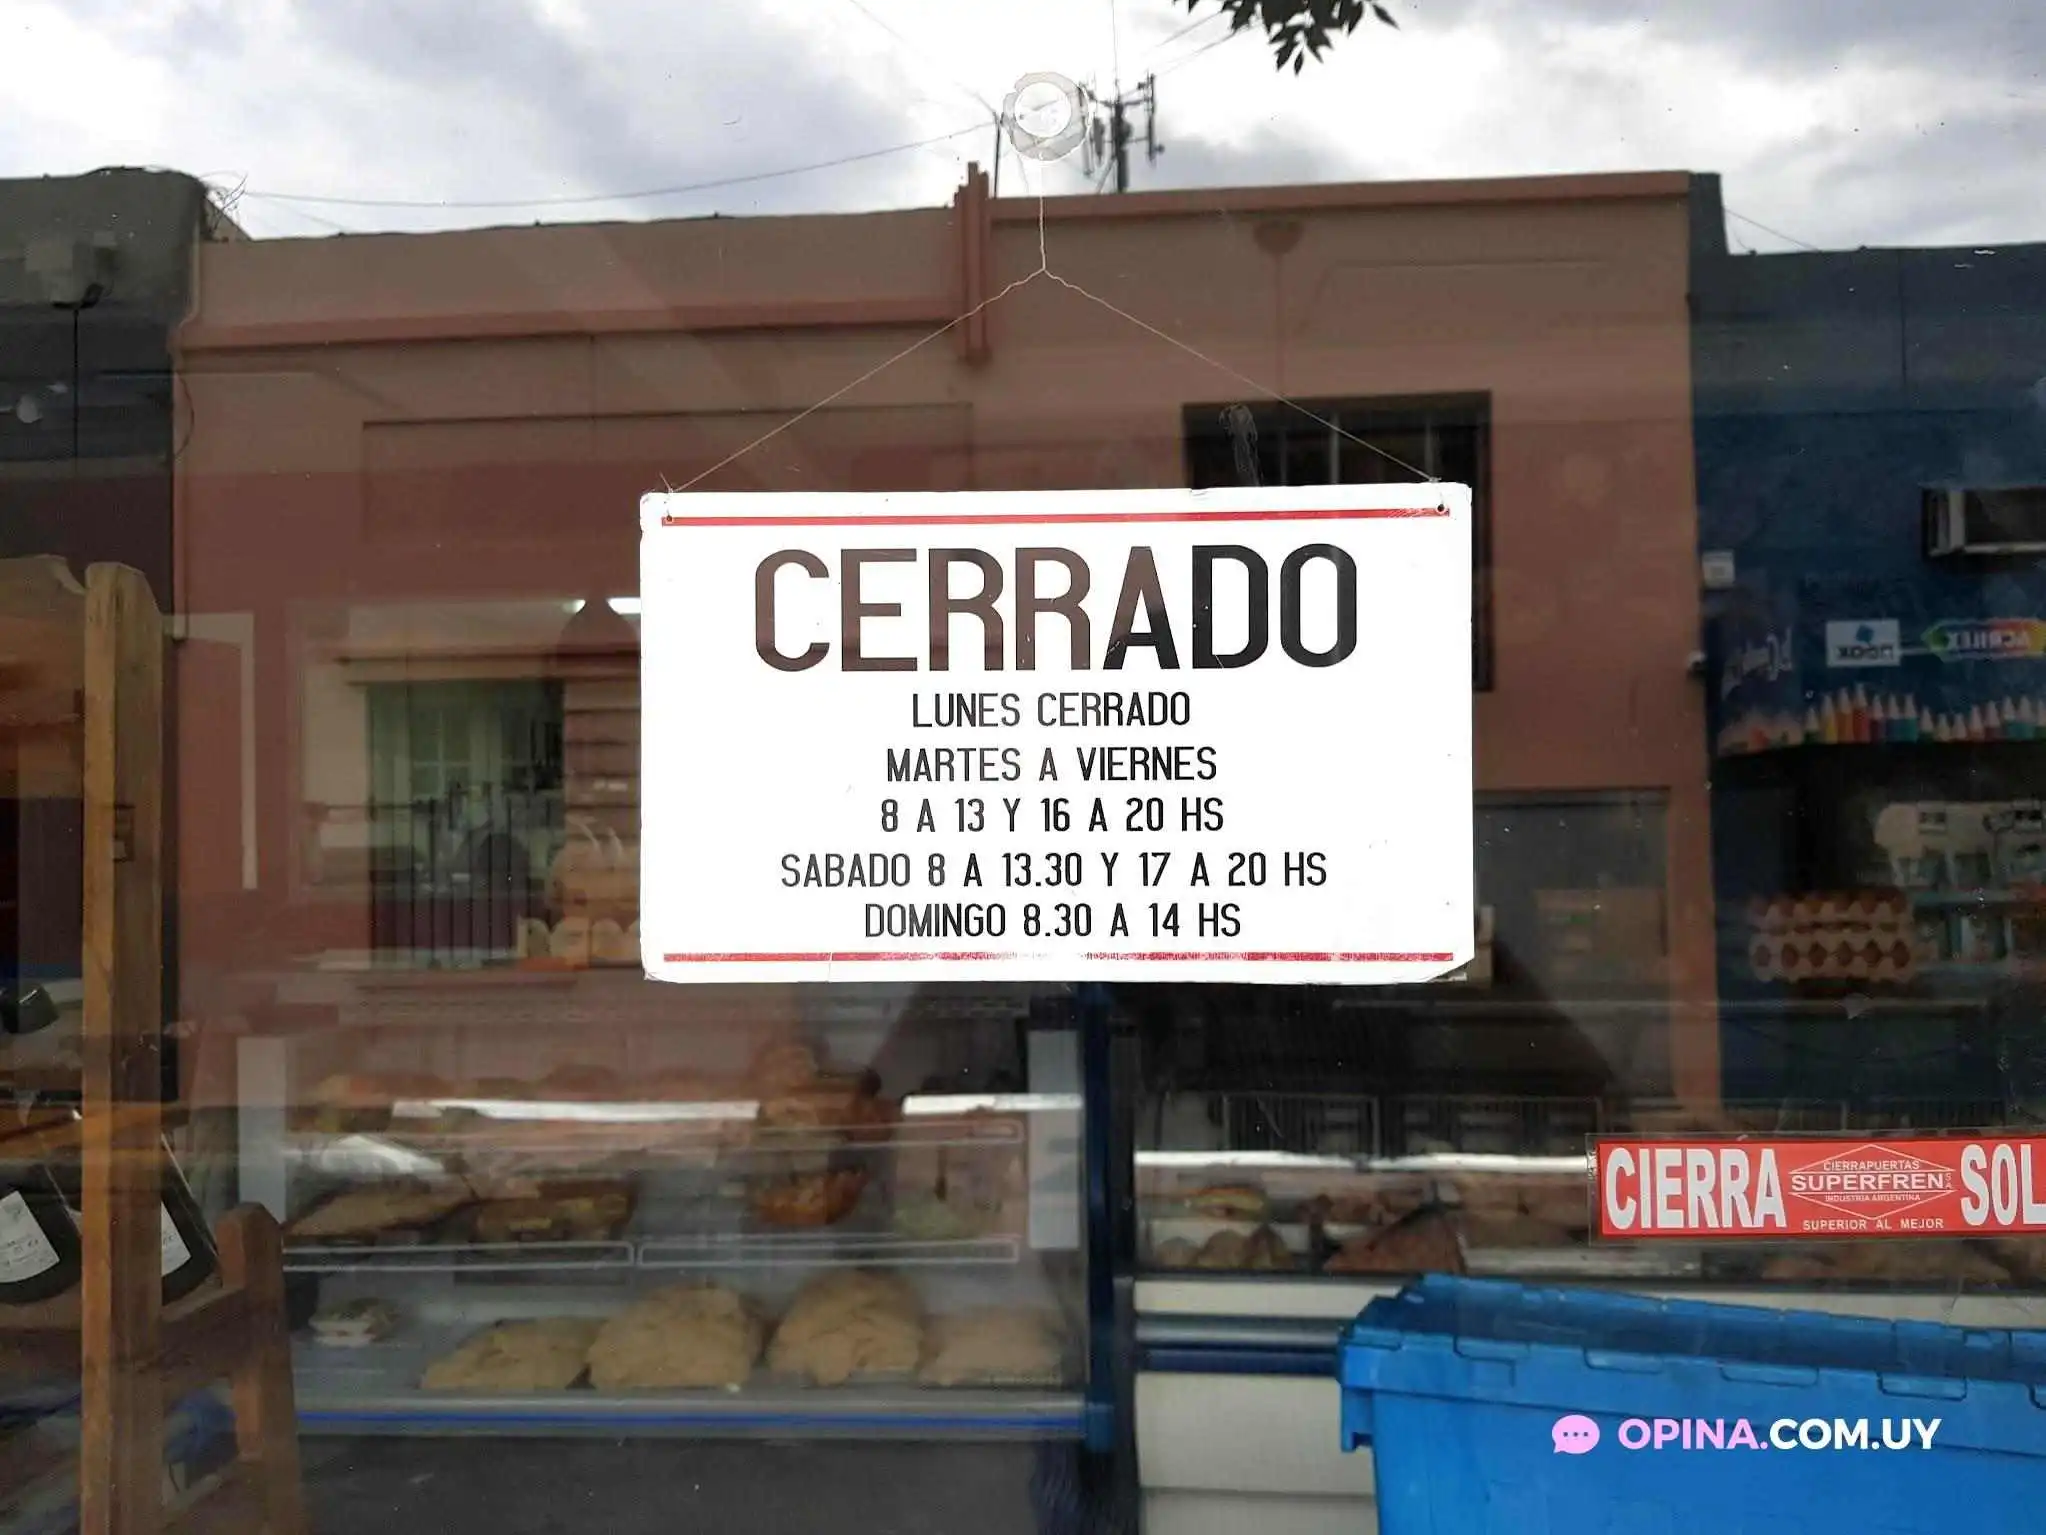 CERRADO
LUNES CERRADO
MARTES A VIERNES
8 A 13 Y 16 A 20 HS
SABADO 8 A 13.30 Y 17 A 20 HS
DOMINGO 8.30 A 14 HS
ACRILEX
CIERRA
CIERRAPUERTAS
SUPERFREN
INDUSTRIA ARGENTINA
SUPERIOR AL MEJOR
SOL
OPINA.COM.UY